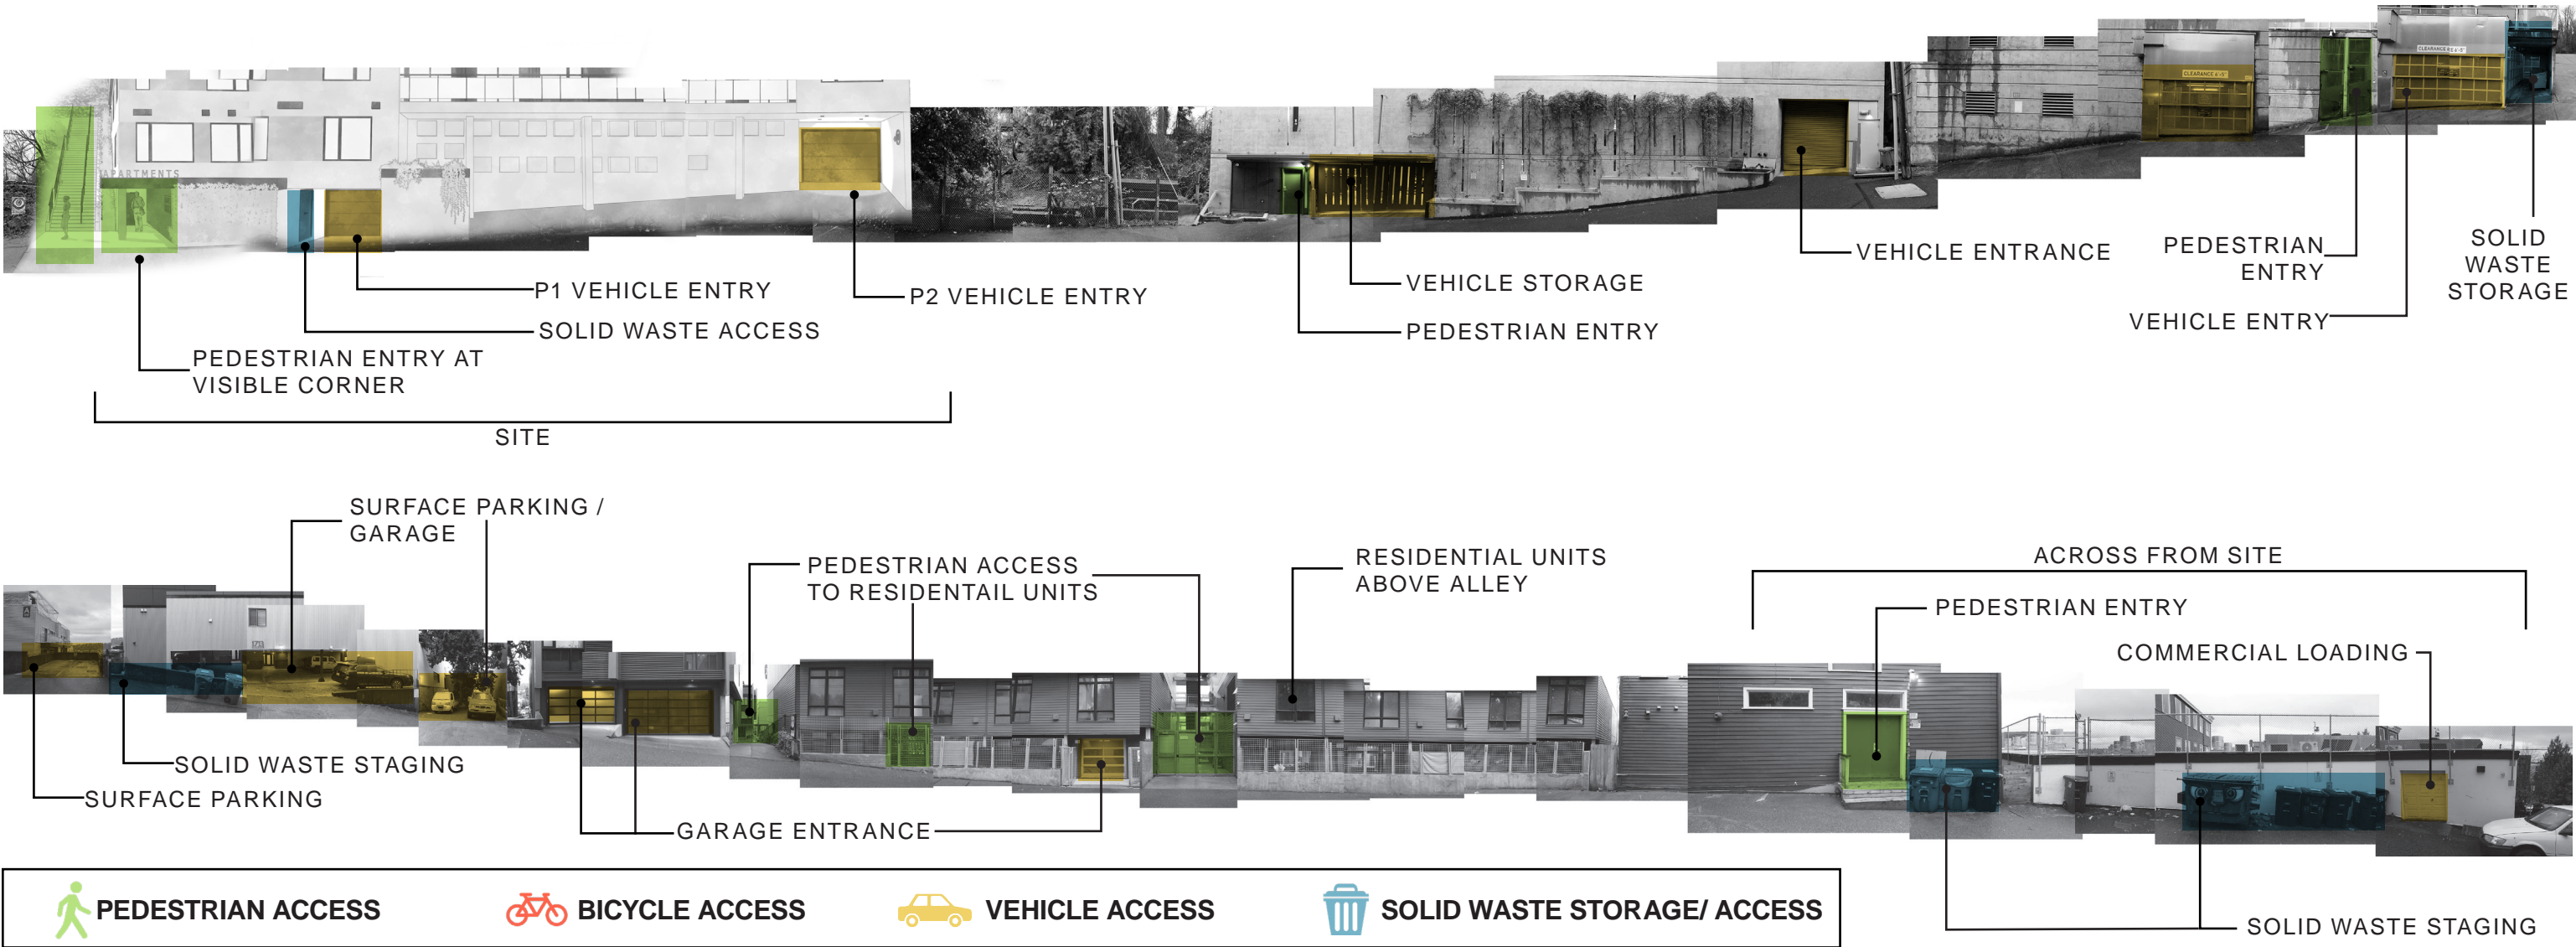 APARTMENTS
CLEARANCE 6'-5"
PEDESTRIAN ENTRY AT
VISIBLE CORNER
SOLID WASTE ACCESS
P1 VEHICLE ENTRY
P2 VEHICLE ENTRY
PEDESTRIAN ENTRY
VEHICLE STORAGE
VEHICLE ENTRANCE
VEHICLE ENTRY
PEDESTRIAN
ENTRY
SOLID
WASTE
STORAGE
SITE
SURFACE PARKING /
GARAGE
PEDESTRIAN ACCESS
TO RESIDENTAIL UNITS
RESIDENTIAL UNITS
ABOVE ALLEY
ACROSS FROM SITE
PEDESTRIAN ENTRY
COMMERCIAL LOADING
SOLID WASTE STAGING
SURFACE PARKING
GARAGE ENTRANCE
SOLID WASTE STAGING
PEDESTRIAN ACCESS
BICYCLE ACCESS
VEHICLE ACCESS
SOLID WASTE STORAGE/ ACCESS